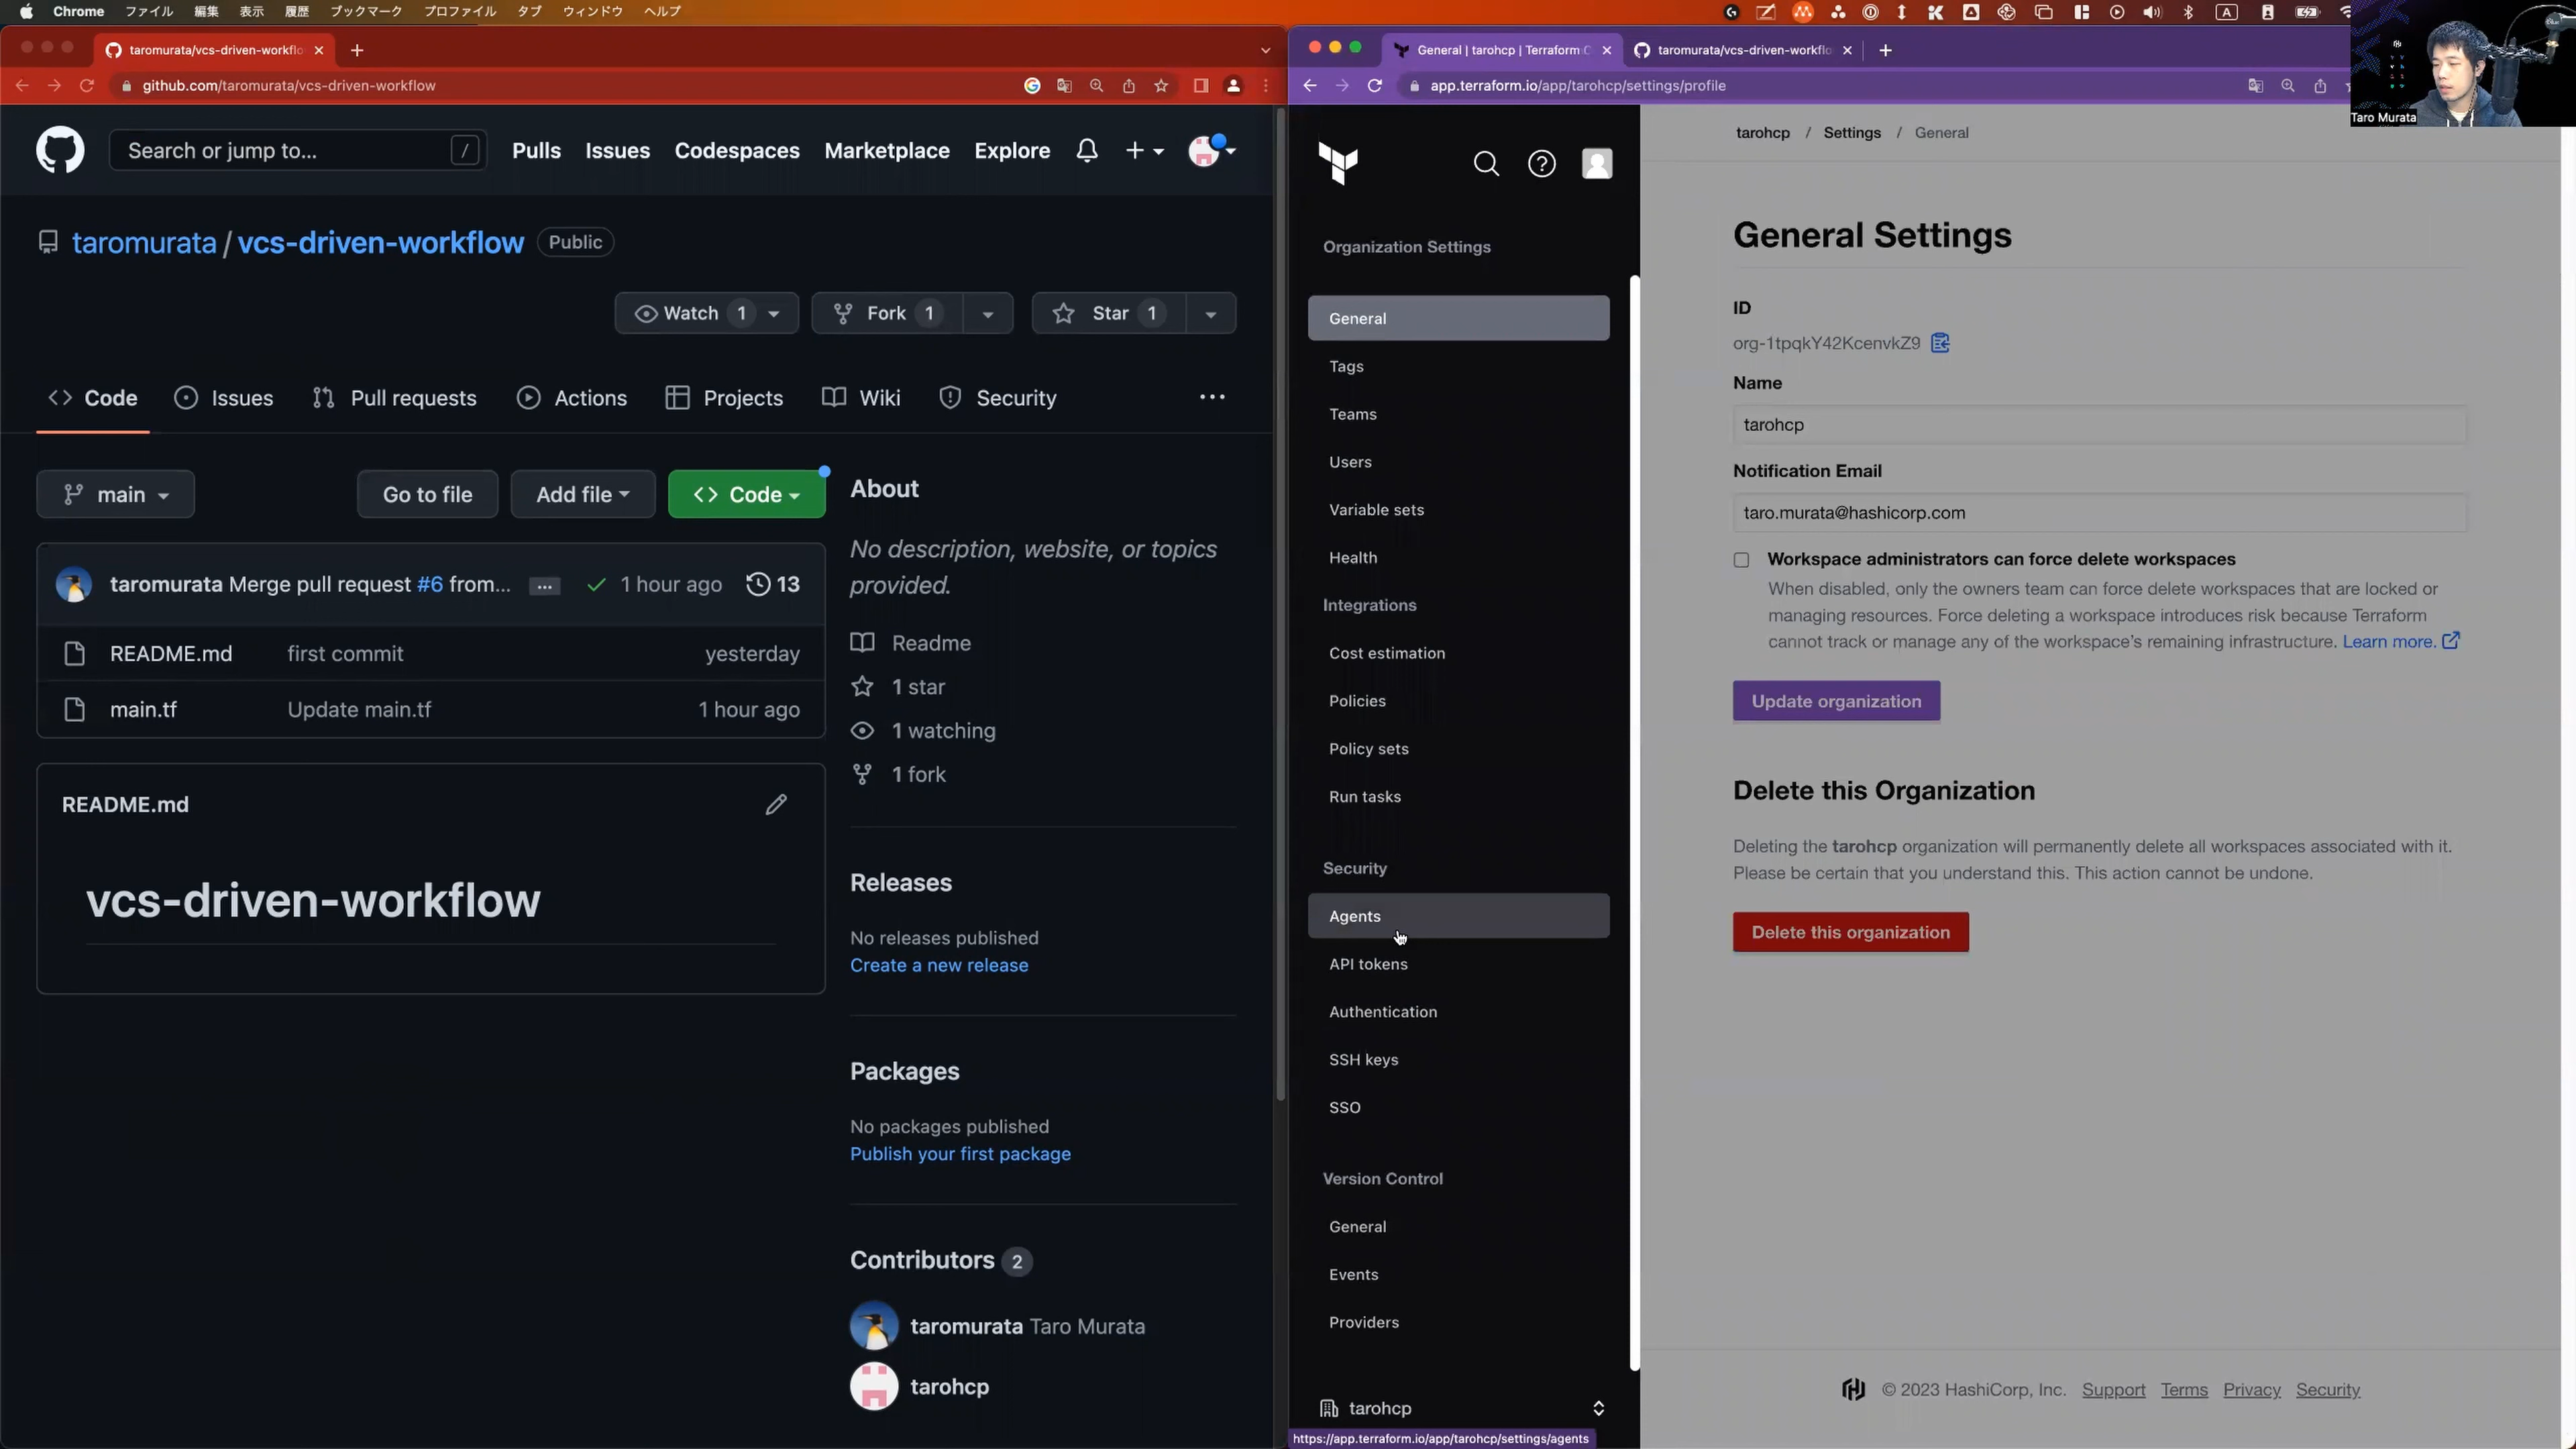 Chrome ファイル 編集 表示 履歴 ブックマーク プロファイル タブ ウィンドウ ヘルプ
A
taromurata/vcs-driven-workflo
github.com/taromurata/vcs-driven-workflow
Search or jump to...
/
Pulls
Issues
Codespaces
Marketplace
Explore
taromurata / vcs-driven-workflow
Public
Watch 1
Fork 1
Star 1
Code
Issues
Pull requests
Actions
Projects
Wiki
Security
main
Go to file
Add file
Code
taromurata Merge pull request #6 from... ... 1 hour ago 13
README.md first commit yesterday
main.tf Update main.tf 1 hour ago
README.md
vcs-driven-workflow
About
No description, website, or topics
provided.
Readme
1 star
1 watching
1 fork
Releases
No releases published
Create a new release
Packages
No packages published
Publish your first package
Contributors 2
taromurata Taro Murata
tarohcp
General | tarohcp | Terraform C
taromurata/vcs-driven-workflo
app.terraform.io/app/tarohcp/settings/profile
Taro Murata
Organization Settings
General
Tags
Teams
Users
Variable sets
Health
Integrations
Cost estimation
Policies
Policy sets
Run tasks
Security
Agents
API tokens
Authentication
SSH keys
SSO
Version Control
General
Events
Providers
tarohcp
https://app.terraform.io/app/tarohcp/settings/agents
tarohcp / Settings / General
General Settings
ID
org-1tpqkY42KcenvkZ9
Name
tarohcp
Notification Email
taro.murata@hashicorp.com
Workspace administrators can force delete workspaces
When disabled, only the owners team can force delete workspaces that are locked or
managing resources. Force deleting a workspace introduces risk because Terraform
cannot track or manage any of the workspace's remaining infrastructure. Learn more.
Update organization
Delete this Organization
Deleting the tarohcp organization will permanently delete all workspaces associated with it.
Please be certain that you understand this. This action cannot be undone.
Delete this organization
© 2023 HashiCorp, Inc. Support Terms Privacy Security